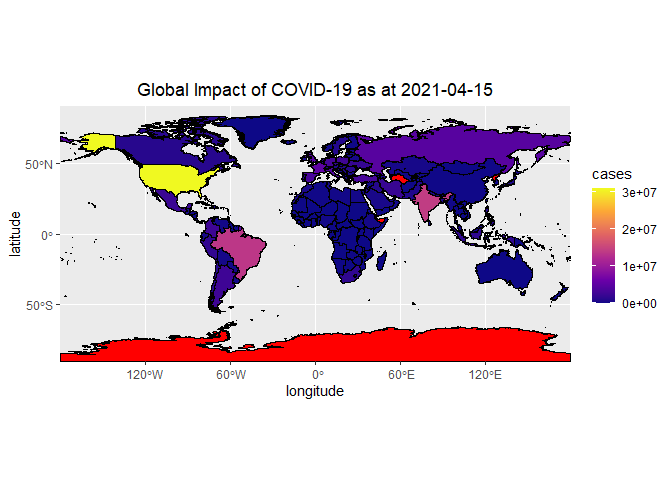 Global Impact of COVID-19 as at 2021-04-15
latitude
50°N
0°
50°S
120°W
60°W
0°
60°E
120°E
longitude
cases
3e+07
2e+07
1e+07
0e+00